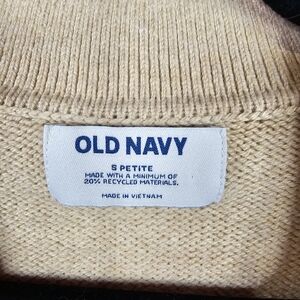 OLD NAVY
S PETITE
MADE WITH A MINIMUM OF
20% RECYCLED MATERIALS.
MADE IN VIETNAM